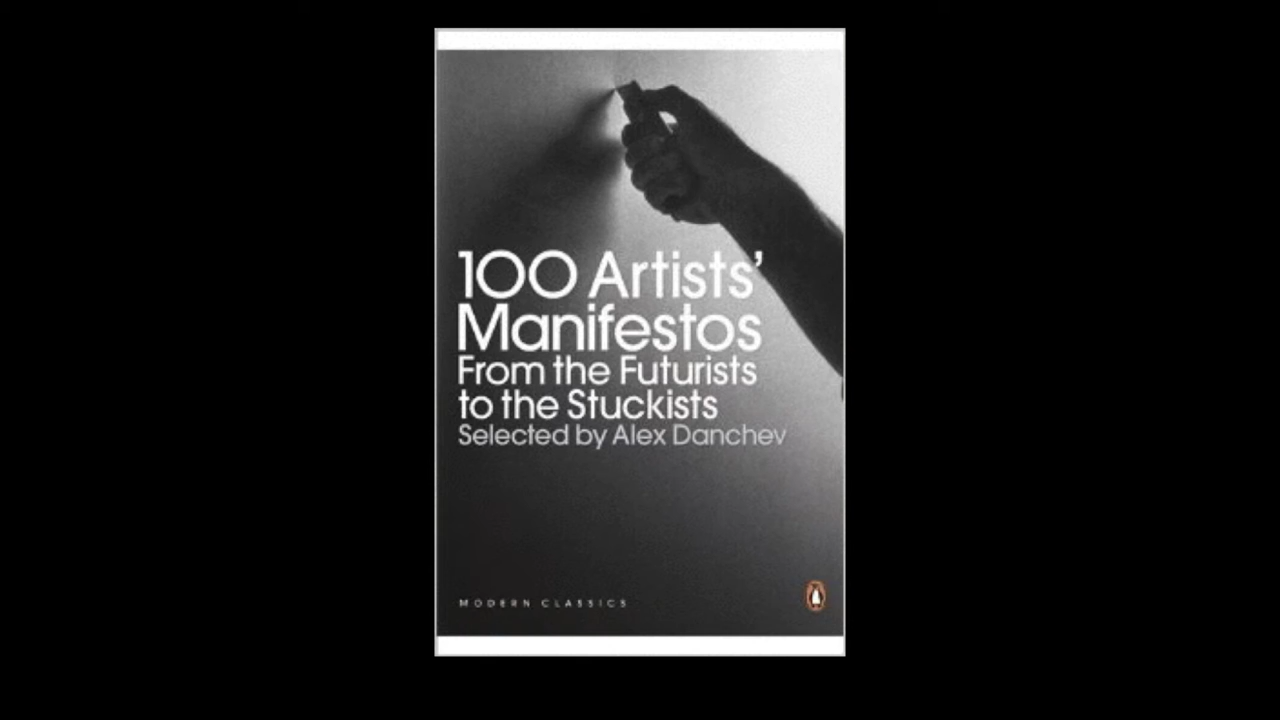 100 Artists'
Manifestos
From the Futurists
to the Stuckists
Selected by Alex Danchev
MODERN CLASSICS